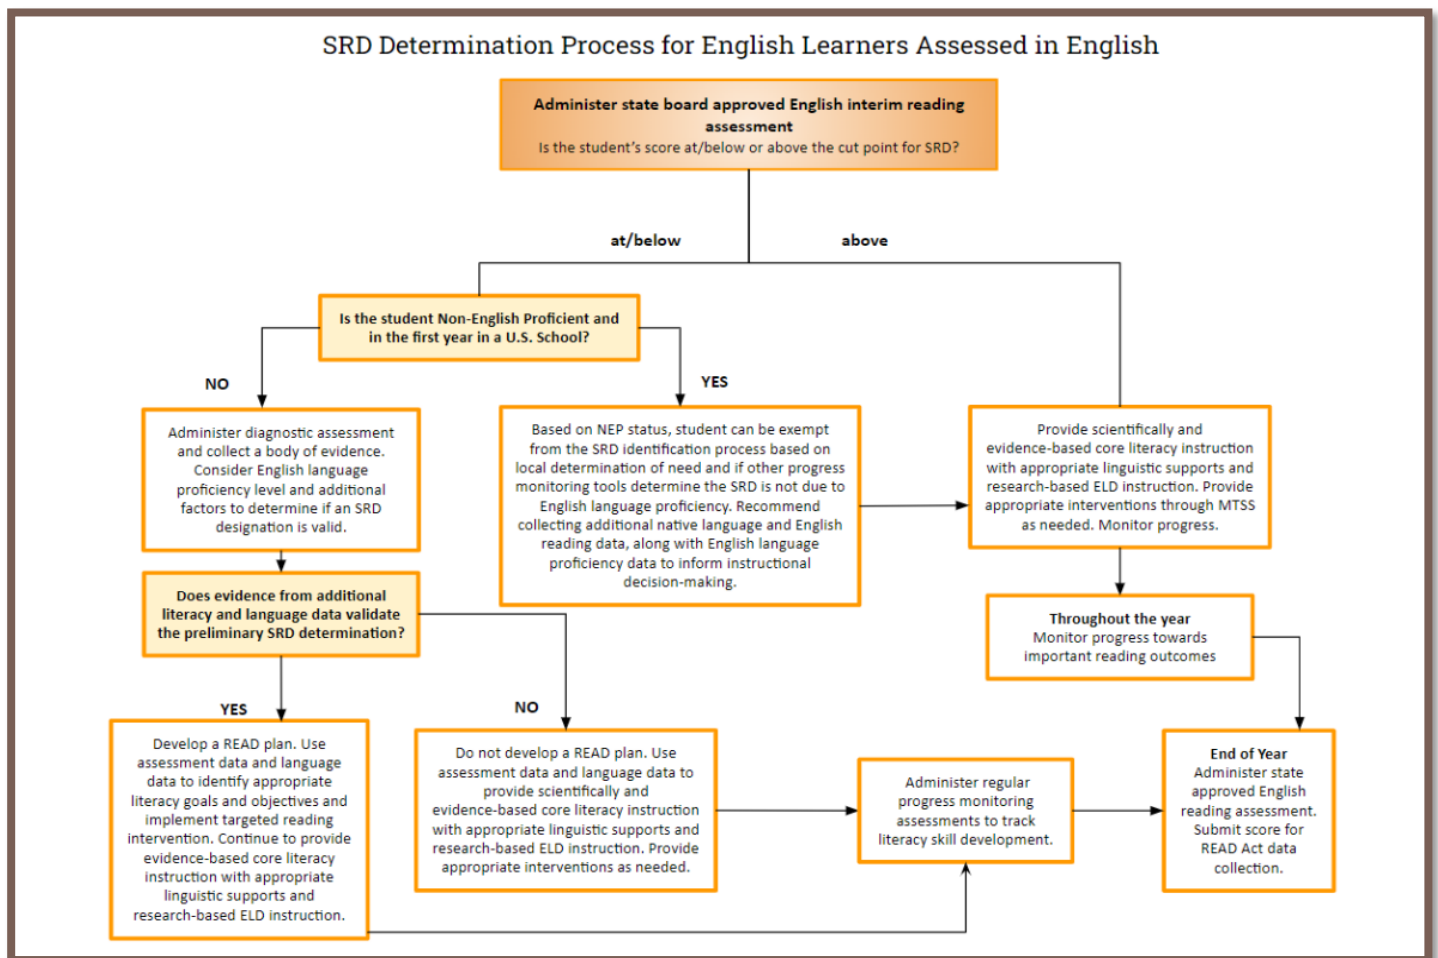 SRD Determination Process for English Learners Assessed in English
Administer state board approved English interim reading
assessment
Is the student's score at/below or above the cut point for SRD?
at/below
above
Is the student Non-English Proficient and
in the first year in a U.S. School?
NO
YES
Administer diagnostic assessment
and collect a body of evidence.
Consider English language
proficiency level and additional
factors to determine if an SRD
designation is valid.
Based on NEP status, student can be exempt
from the SRD identification process based on
local determination of need and if other progress
monitoring tools determine the SRD is not due to
English language proficiency. Recommend
collecting additional native language and English
reading data, along with English language
proficiency data to inform instructional
decision-making.
Provide scientifically and
evidence-based core literacy instruction
with appropriate linguistic supports and
research-based ELD instruction. Provide
appropriate interventions through MTSS
as needed. Monitor progress.
Does evidence from additional
literacy and language data validate
the preliminary SRD determination?
Throughout the year
Monitor progress towards
important reading outcomes
YES
NO
Develop a READ plan. Use
assessment data and language
data to identify appropriate
literacy goals and objectives and
implement targeted reading
intervention. Continue to provide
evidence-based core literacy
instruction with appropriate
linguistic supports and
research-based ELD instruction.
Do not develop a READ plan. Use
assessment data and language data to
provide scientifically and
evidence-based core literacy instruction
with appropriate linguistic supports and
research-based ELD instruction. Provide
appropriate interventions as needed.
Administer regular
progress monitoring
assessments to track
literacy skill development.
End of Year
Administer state
approved English
reading assessment.
Submit score for
READ Act data
collection.